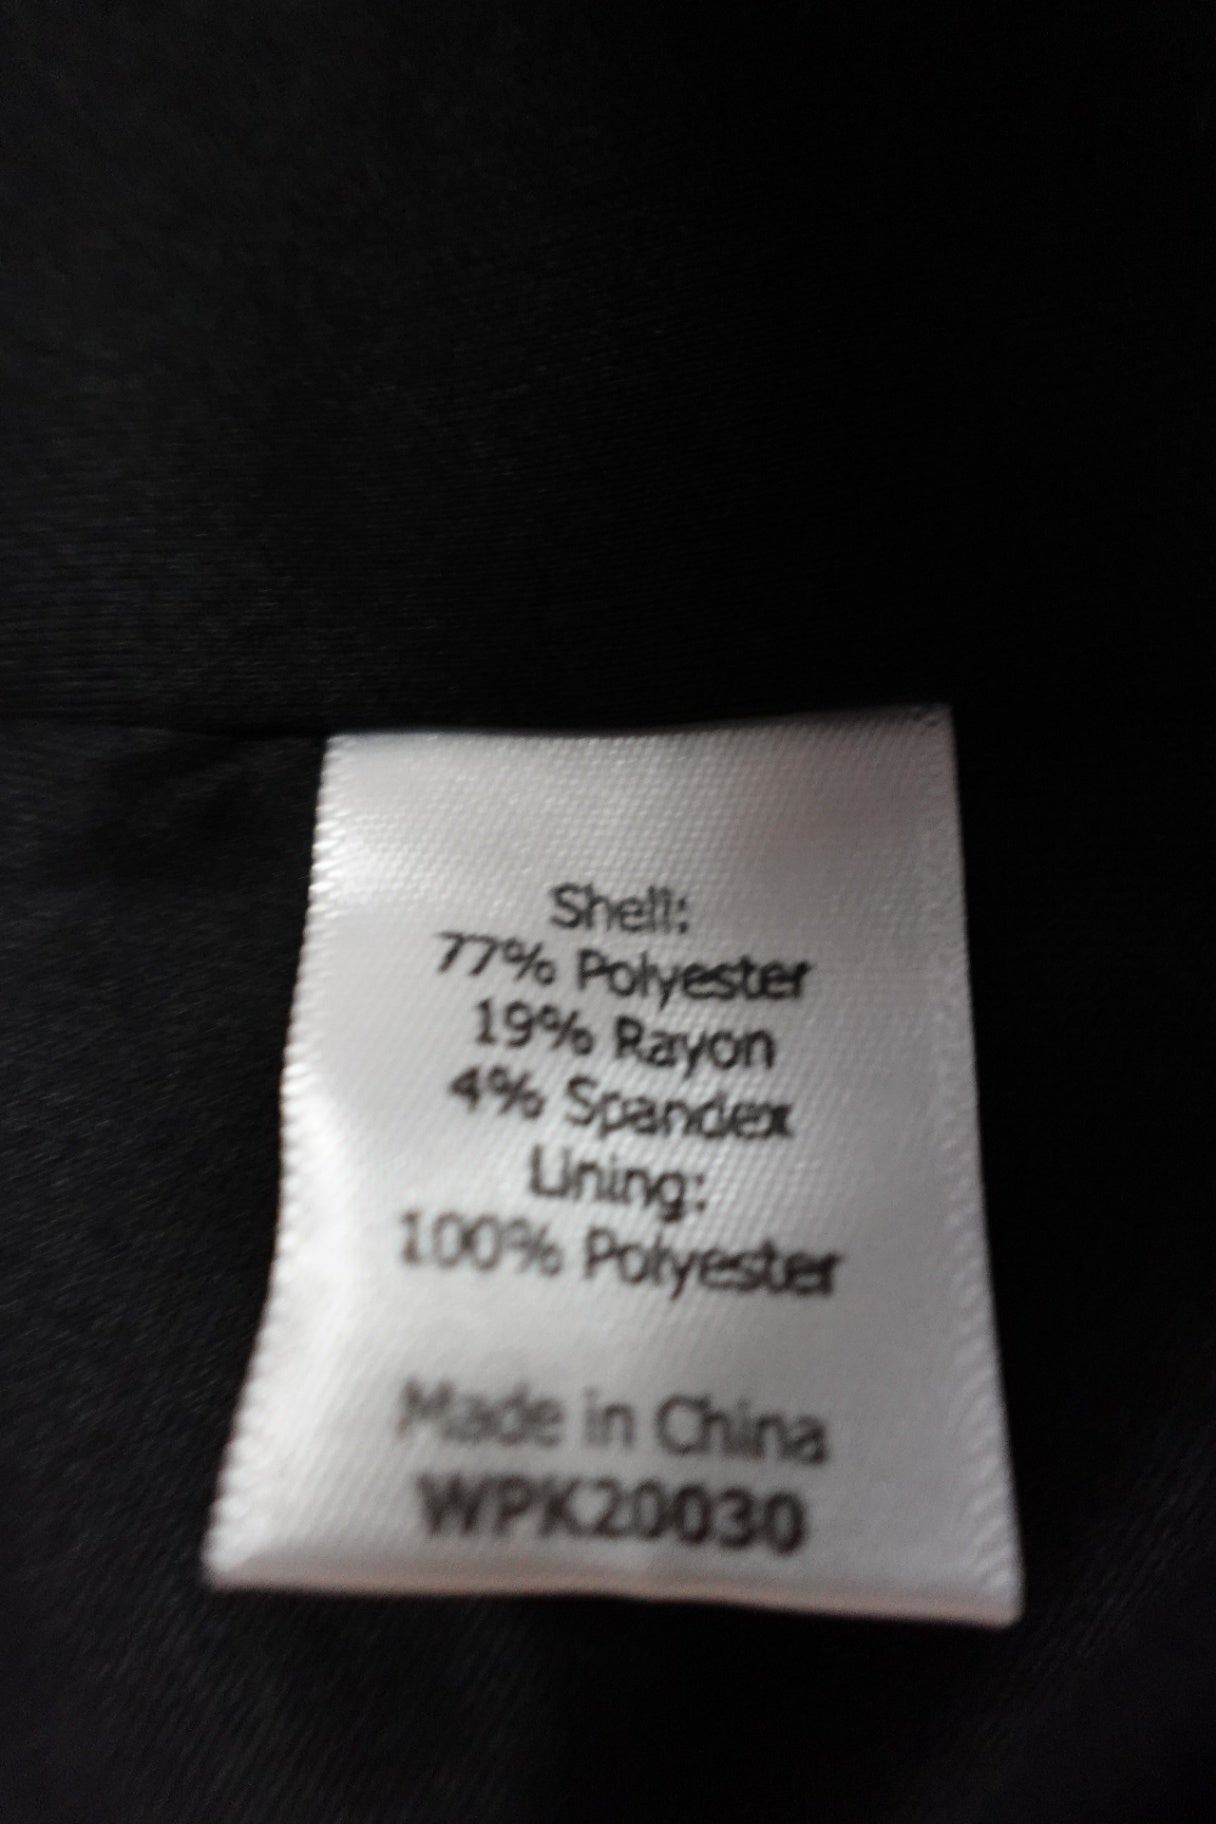 Shell:
77% Polyester
19% Rayon
4% Spandex
Lining:
100% Polyester
Made in China
WPK20030